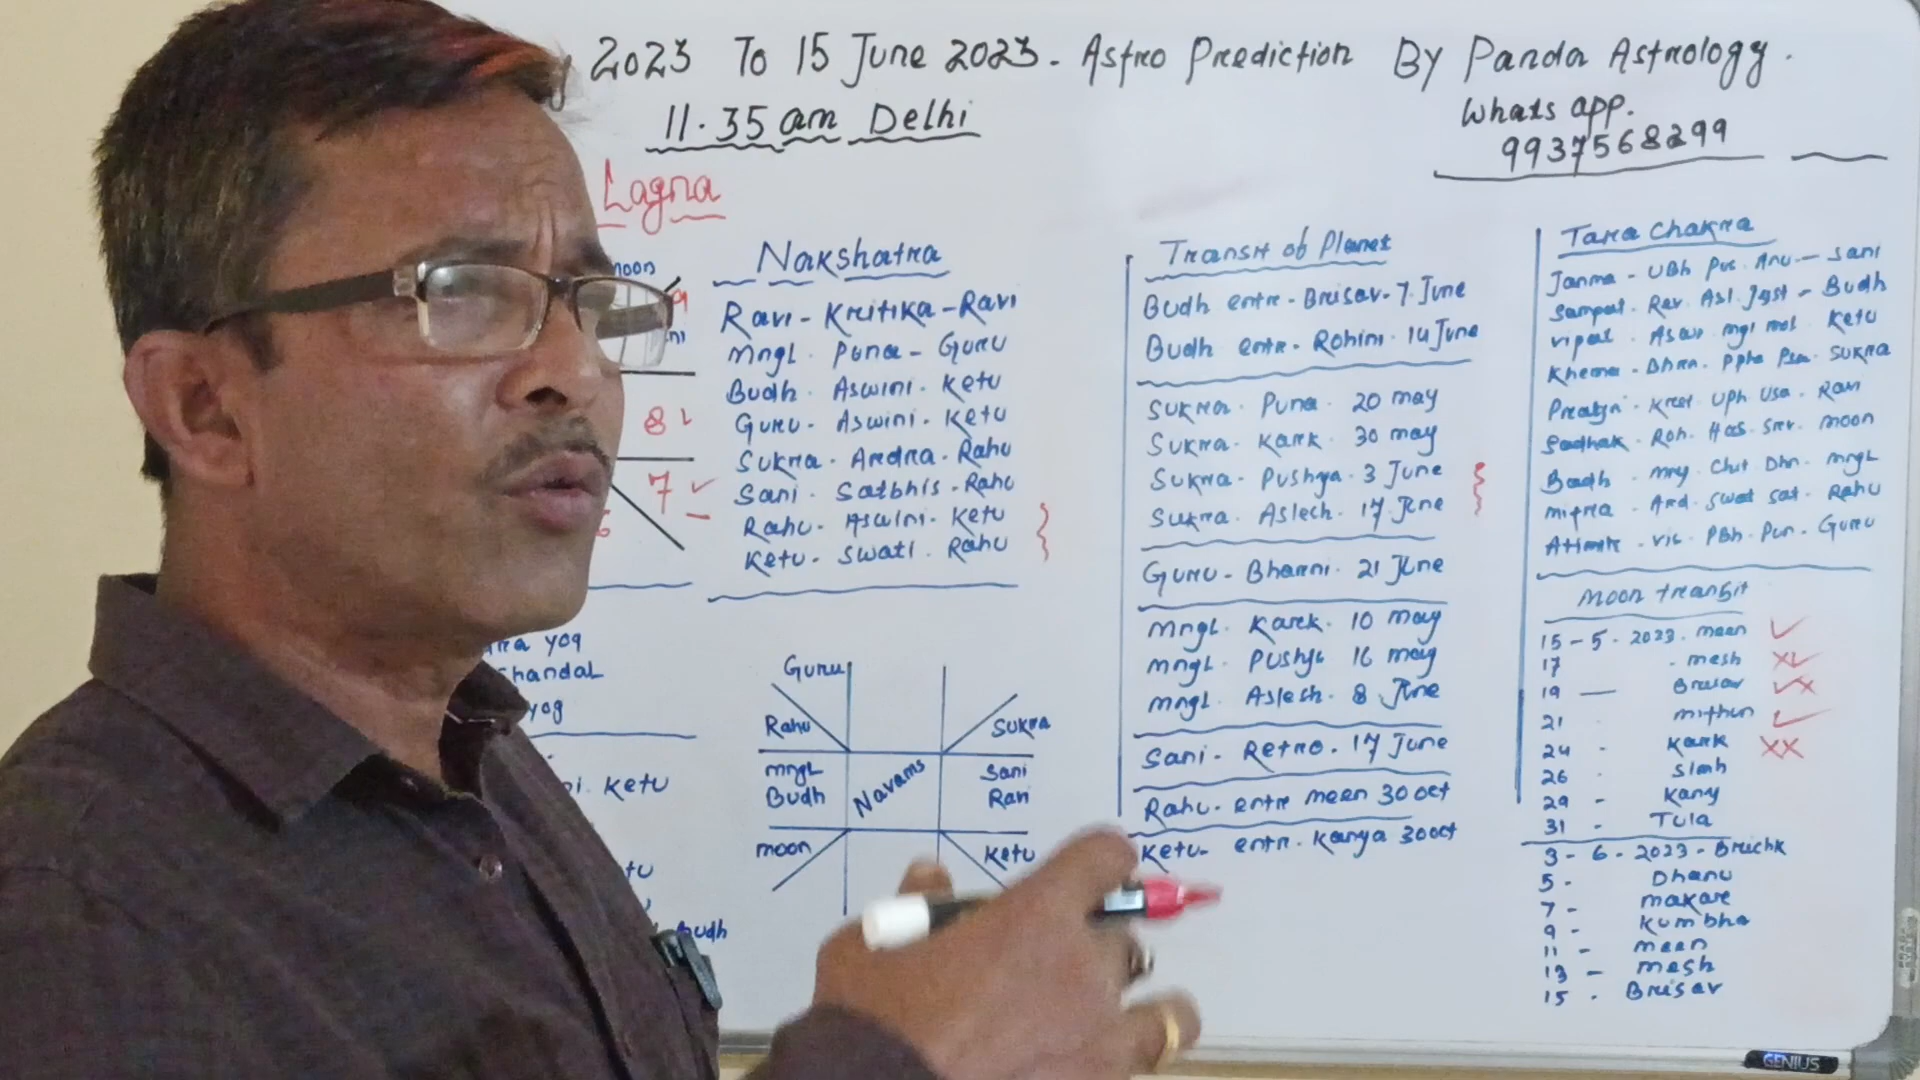 2023 To 15 June 2023. Astro Prediction By Panda Astrology.
11.35 am Delhi
Whats app.
9937568299
Lagna
moon
Nakshatra
Ravi - Kritika - Ravi
Mngl. Puna - Guru
Budh. Aswini. Ketu
Guru - Aswini. Ketu
Sukra. Ardra. Rahu
Sani. Satbhis. Rahu
Rahu. Aswini. Ketu
Ketu - Swati. Rahu
8
7
yog
chandal
yog
Ketu
budh
Guru
Rahu
Sukra
mngl
Budh
Navams
Sani
Ravi
moon
Ketu
Transit of Planet
Budh entr - Brisav - 7. June
Budh entr. Rohini. 14 June
Sukra. Puna. 20 may
Sukra. Kark. 30 may
Sukra. Pushya. 3 June
Sukra. Aslech. 17 June
Guru - Bharni. 21 June
Mngl. Kark. 10 may
mngl. Pushy. 16 may
mngl. Aslesh. 8 June
Sani - Retro. 17 June
Rahu - entr meen 30 oct
Ketu - entr. Kanya 30 oct
Tara Chakra
Janma - UBh Pus. Anu - Sani
Sampat. Rev. Asl. Jyst - Budh
vipat. Aswi mgl mol Ketu
Khema - Bhrn. Ppha Psa. Sukra
Kret Uph Usa. Ravi
Sadhak. Roh. Has. Srv. moon
Badh - mrg. Chit Dhn. mngl
mitra. Ard. Swat Sat. Rahu
Vis. PBh. Pun. Guru
Moon transit
15 - 5 - 2023. meen
17 . mesh
19 — Brisav
21 . mithun
24 - Kark
26 . Simh
29 - Kany
31 - Tula
3 - 6 - 2023 - Brichk
5 - Dhanu
7 - makar
9 - Kumbha
11 - meen
13 - mesh
15 . Brisav
GENIUS